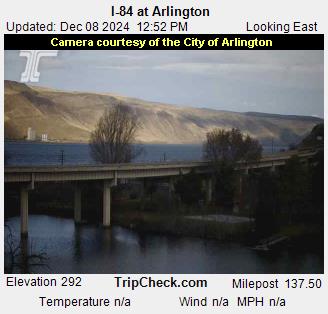 I-84 at Arlington
Updated: Dec 08 2024 12:52 PM Looking East
Camera courtesy of the City of Arlington
Elevation 292 TripCheck.com Milepost 137.50
Temperature n/a Wind n/a MPH n/a